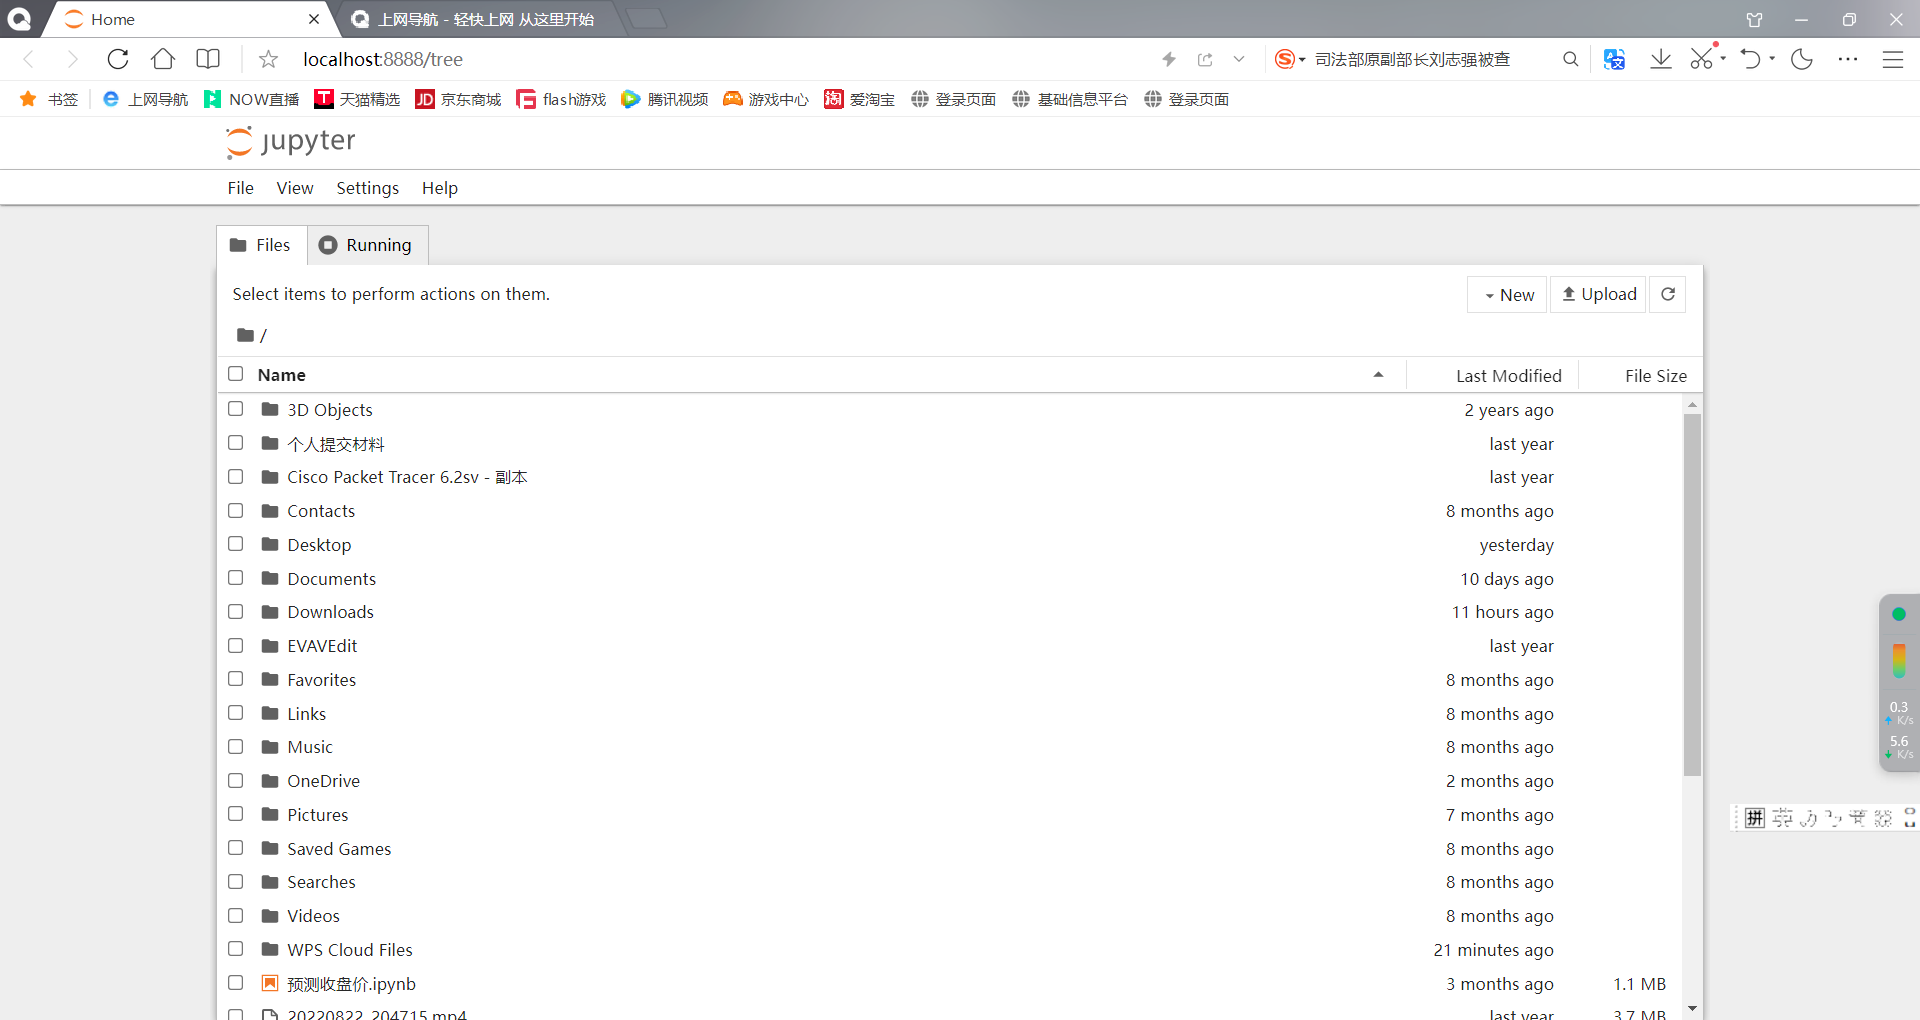 Home
上网导航 - 轻快上网 从这里开始
localhost:8888/tree
司法部原副部长刘志强被查
书签 上网导航 NOW直播 天猫精选 京东商城 flash游戏 腾讯视频 游戏中心 爱淘宝 登录页面 基础信息平台 登录页面
jupyter
File View Settings Help
Files Running
Select items to perform actions on them.
New Upload
/
Name Last Modified File Size
3D Objects 2 years ago
个人提交材料 last year
Cisco Packet Tracer 6.2sv - 副本 last year
Contacts 8 months ago
Desktop yesterday
Documents 10 days ago
Downloads 11 hours ago
EVAVEdit last year
Favorites 8 months ago
Links 8 months ago
Music 8 months ago
OneDrive 2 months ago
Pictures 7 months ago
Saved Games 8 months ago
Searches 8 months ago
Videos 8 months ago
WPS Cloud Files 21 minutes ago
预测收盘价.ipynb 3 months ago 1.1 MB
20220822_204715.mp4 last year 3.7 MB
0.3
K/s
5.6
K/s
拼 英